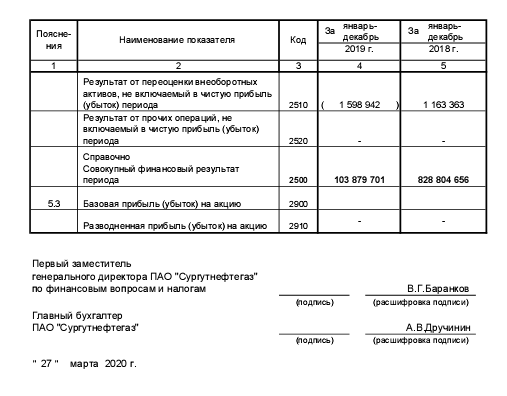 Поясне-
ния
Наименование показателя
Код
За январь-
декабрь
2019 г.
За январь-
декабрь
2018 г.
1 2 3 4 5
Результат от переоценки внеоборотных
активов, не включаемый в чистую прибыль
(убыток) периода 2510 ( 1 598 942 ) 1 163 363
Результат от прочих операций, не
включаемый в чистую прибыль (убыток)
периода 2520 - -
Справочно
Совокупный финансовый результат
периода 2500 103 879 701 828 804 656
5.3 Базовая прибыль (убыток) на акцию 2900
Разводненная прибыль (убыток) на акцию 2910 - -
Первый заместитель
генерального директора ПАО "Сургутнефтегаз"
по финансовым вопросам и налогам В.Г.Баранков
(подпись) (расшифровка подписи)
Главный бухгалтер
ПАО "Сургутнефтегаз" А.В.Дручинин
(подпись) (расшифровка подписи)
" 27 " марта 2020 г.